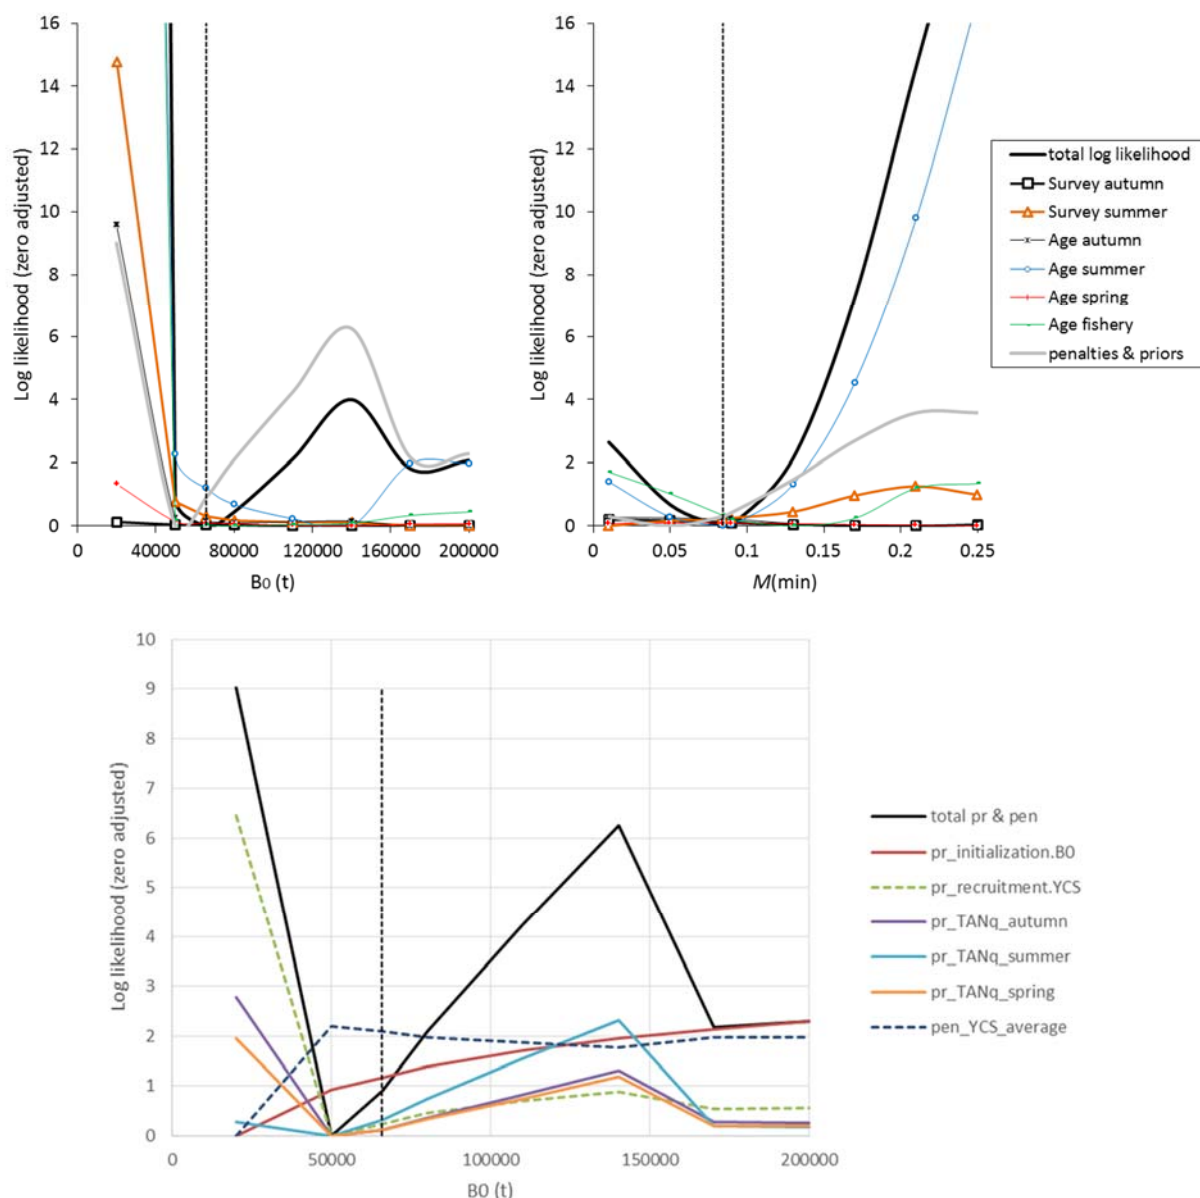 16
14
12
10
8
6
4
2
0
Log likelihood (zero adjusted)
0 40000 80000 120000 160000 200000
B0 (t)
16
14
12
10
8
6
4
2
0
Log likelihood (zero adjusted)
0 0.05 0.1 0.15 0.2 0.25
M(min)
total log likelihood
Survey autumn
Survey summer
Age autumn
Age summer
Age spring
Age fishery
penalties & priors
10
9
8
7
6
5
4
3
2
1
0
Log likelihood (zero adjusted)
0 50000 100000 150000 200000
B0 (t)
total pr & pen
pr_initialization.B0
pr_recruitment.YCS
pr_TANq_autumn
pr_TANq_summer
pr_TANq_spring
pen_YCS_average